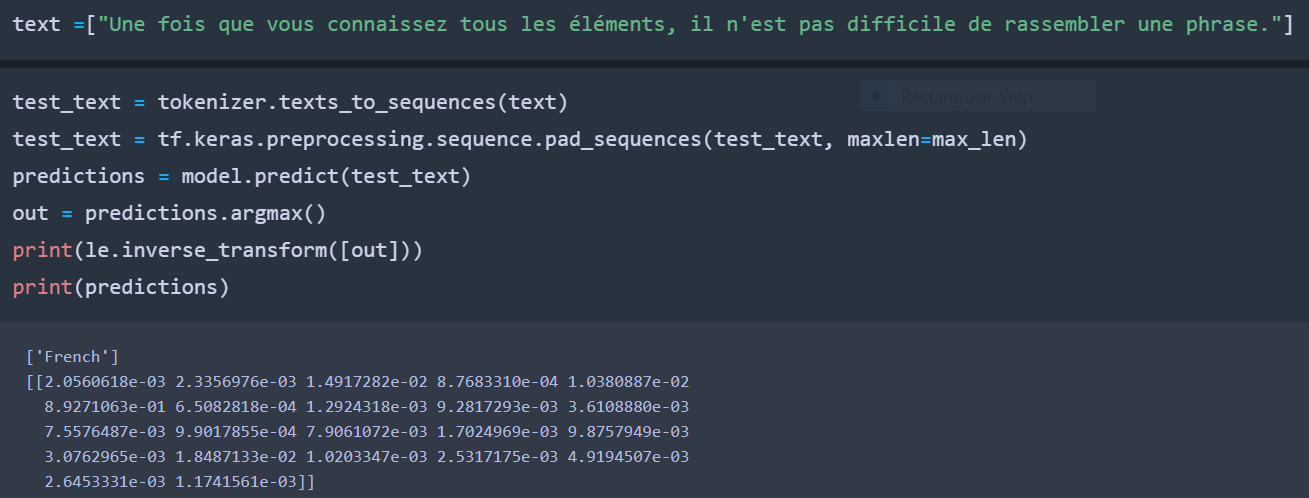 text =["Une fois que vous connaissez tous les éléments, il n'est pas difficile de rassembler une phrase."]
test_text = tokenizer.texts_to_sequences(text)
Rectangular Snip
test_text = tf.keras.preprocessing.sequence.pad_sequences(test_text, maxlen=max_len)
predictions = model.predict(test_text)
out = predictions.argmax()
print(le.inverse_transform([out]))
print(predictions)
['French']
[[2.0560618e-03 2.3356976e-03 1.4917282e-02 8.7683310e-04 1.0380887e-02
8.9271063e-01 6.5082818e-04 1.2924318e-03 9.2817293e-03 3.6108880e-03
7.5576487e-03 9.9017855e-04 7.9061072e-03 1.7024969e-03 9.8757949e-03
3.0762965e-03 1.8487133e-02 1.0203347e-03 2.5317175e-03 4.9194507e-03
2.6453331e-03 1.1741561e-03]]